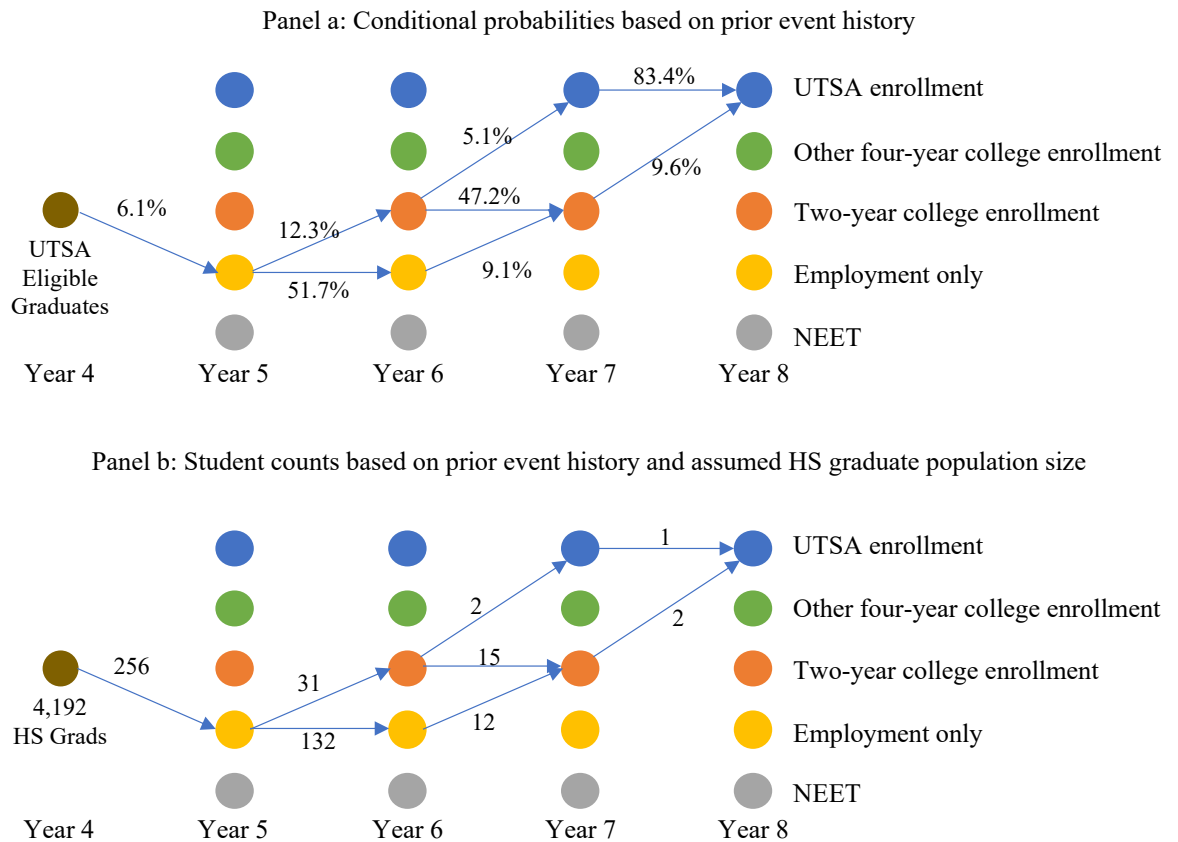 Panel a: Conditional probabilities based on prior event history
83.4%
UTSA enrollment
5.1%
Other four-year college enrollment
9.6%
6.1%
47.2%
Two-year college enrollment
12.3%
UTSA
Eligible
Graduates
9.1%
Employment only
51.7%
NEET
Year 4
Year 5
Year 6
Year 7
Year 8
Panel b: Student counts based on prior event history and assumed HS graduate population size
1
UTSA enrollment
2
Other four-year college enrollment
2
256
15
Two-year college enrollment
31
4,192
HS Grads
12
Employment only
132
NEET
Year 4
Year 5
Year 6
Year 7
Year 8